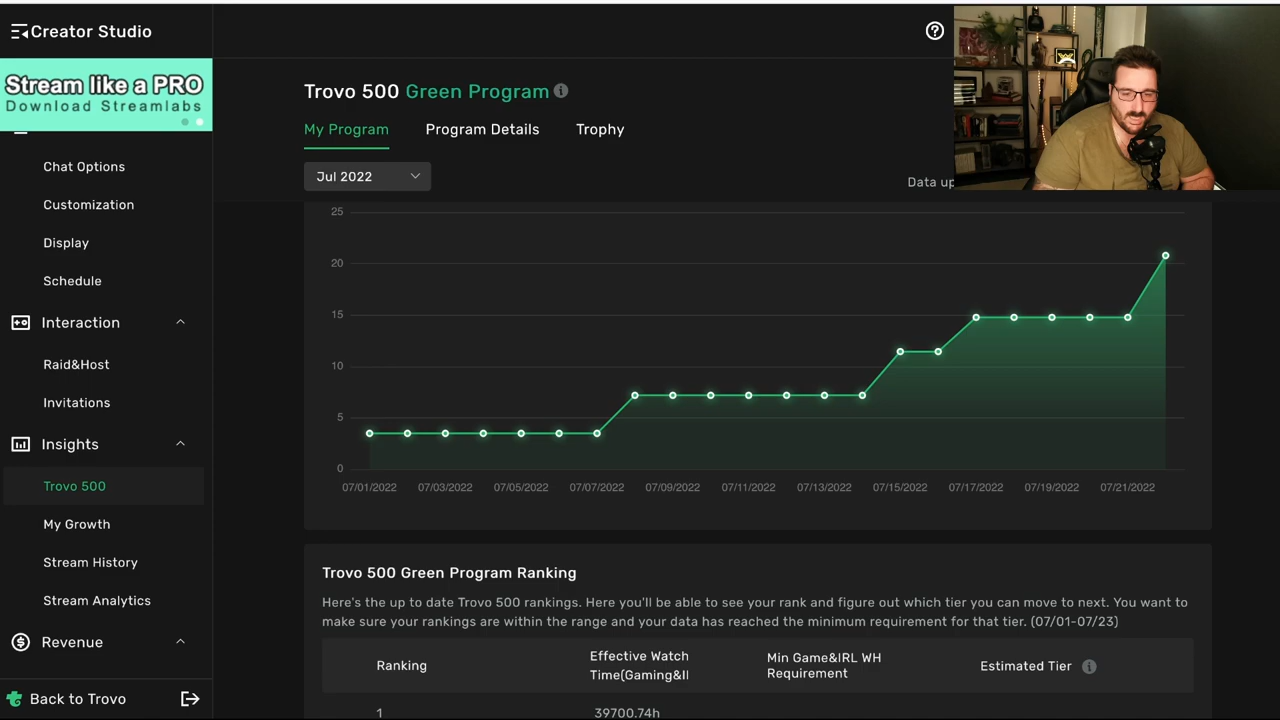 Creator Studio
Stream like a PRO
Download Streamlabs
Chat Options
Customization
Display
Schedule
Interaction
Raid&Host
Invitations
Insights
Trovo 500
My Growth
Stream History
Stream Analytics
Revenue
Back to Trovo
Trovo 500 Green Program
My Program Program Details Trophy
Jul 2022
Data up
25
20
15
10
5
0
07/01/2022 07/03/2022 07/05/2022 07/07/2022 07/09/2022 07/11/2022 07/13/2022 07/15/2022 07/17/2022 07/19/2022 07/21/2022
Trovo 500 Green Program Ranking
Here's the up to date Trovo 500 rankings. Here you'll be able to see your rank and figure out which tier you can move to next. You want to
make sure your rankings are within the range and your data has reached the minimum requirement for that tier. (07/01-07/23)
Ranking
Effective Watch
Time(Gaming&II
Min Game&IRL WH
Requirement
Estimated Tier
1 39700.74h